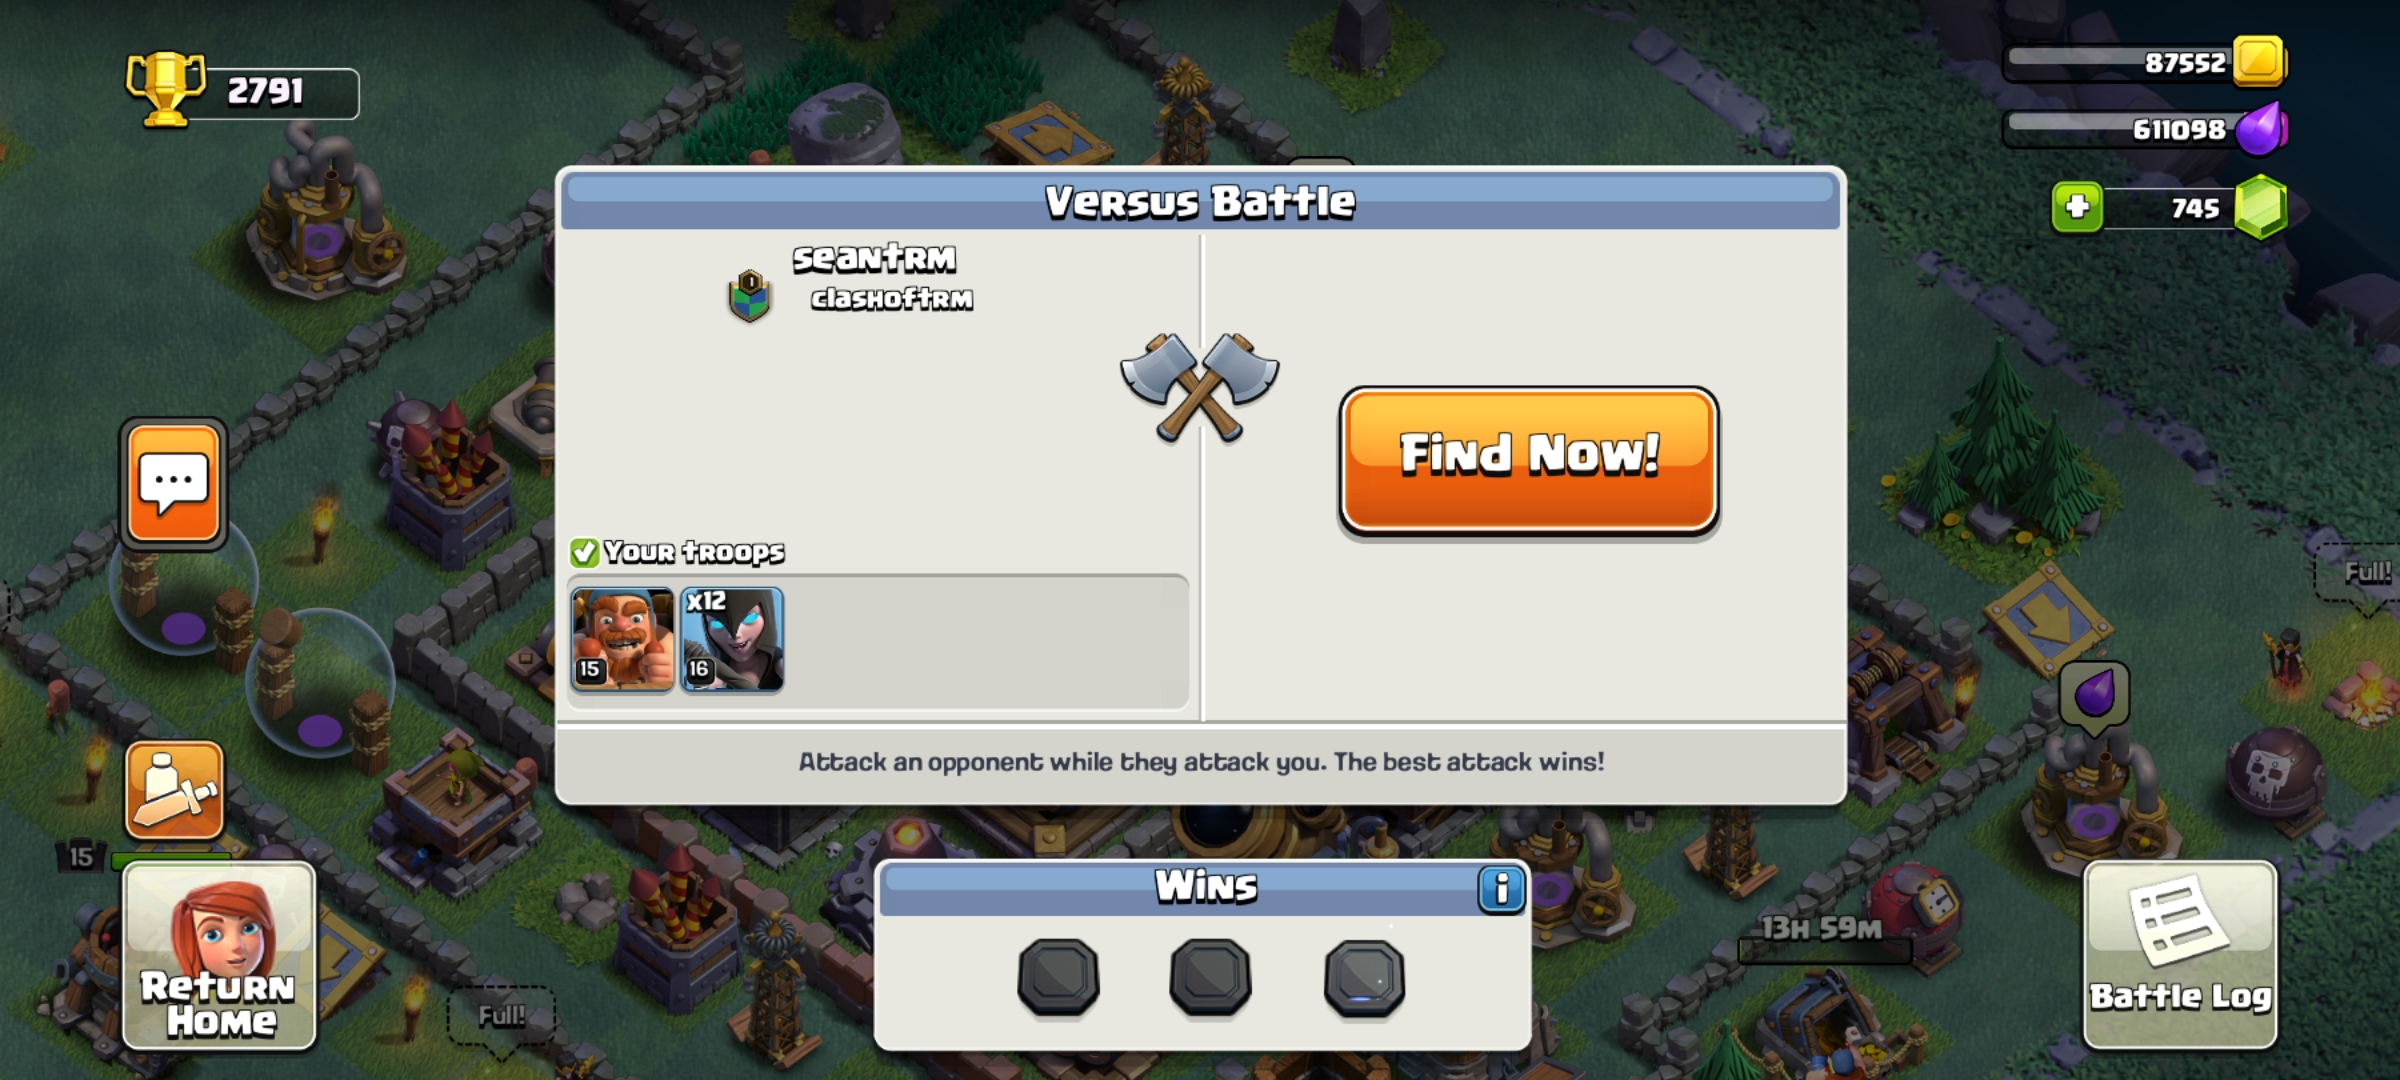 2791
87552
611098
745
Versus Battle
seantrm
1
clashoftrm
Find Now!
Your troops
15
x12
16
Attack an opponent while they attack you. The best attack wins!
Full!
15
Return
Home
Full!
Wins
i
13H 59M
Battle Log